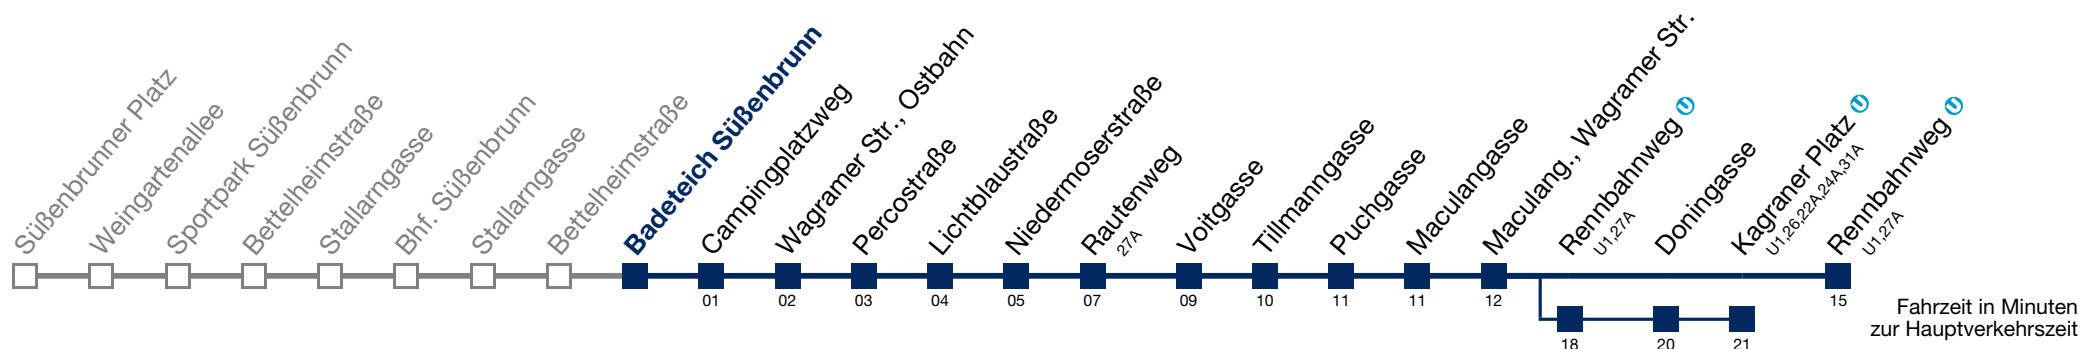 Süßenbrunner Platz
Weingartenallee
Sportpark Süßenbrunn
Bettelheimstraße
Stallarngasse
Bhf. Süßenbrunn
Stallarngasse
Bettelheimstraße
Badeteich Süßenbrunn
Campingplatzweg
Wagramer Str., Ostbahn
Percostraße
Lichtblaustraße
Niedermoserstraße
Rautenweg
27A
Voitgasse
Tillmanngasse
Puchgasse
Maculangasse
Maculang., Wagramer Str.
Rennbahnweg U
U1,27A
Doningasse
Kagraner Platz U
U1,26,22A,24A,31A
Rennbahnweg U
U1,27A
01 02 03 04 05 07 09 10 11 11 12 15
18 20 21
Fahrzeit in Minuten
zur Hauptverkehrszeit